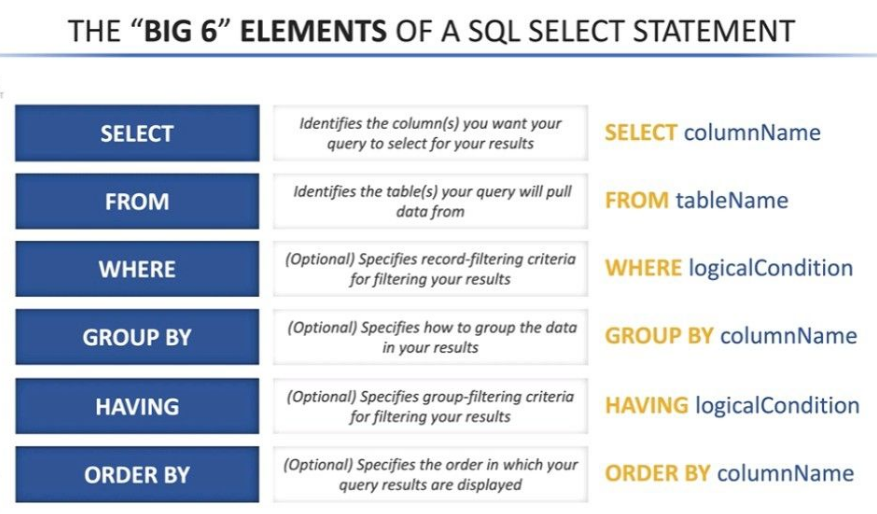 THE “BIG 6” ELEMENTS OF A SQL SELECT STATEMENT
SELECT
Identifies the column(s) you want your
query to select for your results
SELECT columnName
FROM
Identifies the table(s) your query will pull
data from
FROM tableName
WHERE
(Optional) Specifies record-filtering criteria
for filtering your results
WHERE logicalCondition
GROUP BY
(Optional) Specifies how to group the data
in your results
GROUP BY columnName
HAVING
(Optional) Specifies group-filtering criteria
for filtering your results
HAVING logicalCondition
ORDER BY
(Optional) Specifies the order in which your
query results are displayed
ORDER BY columnName